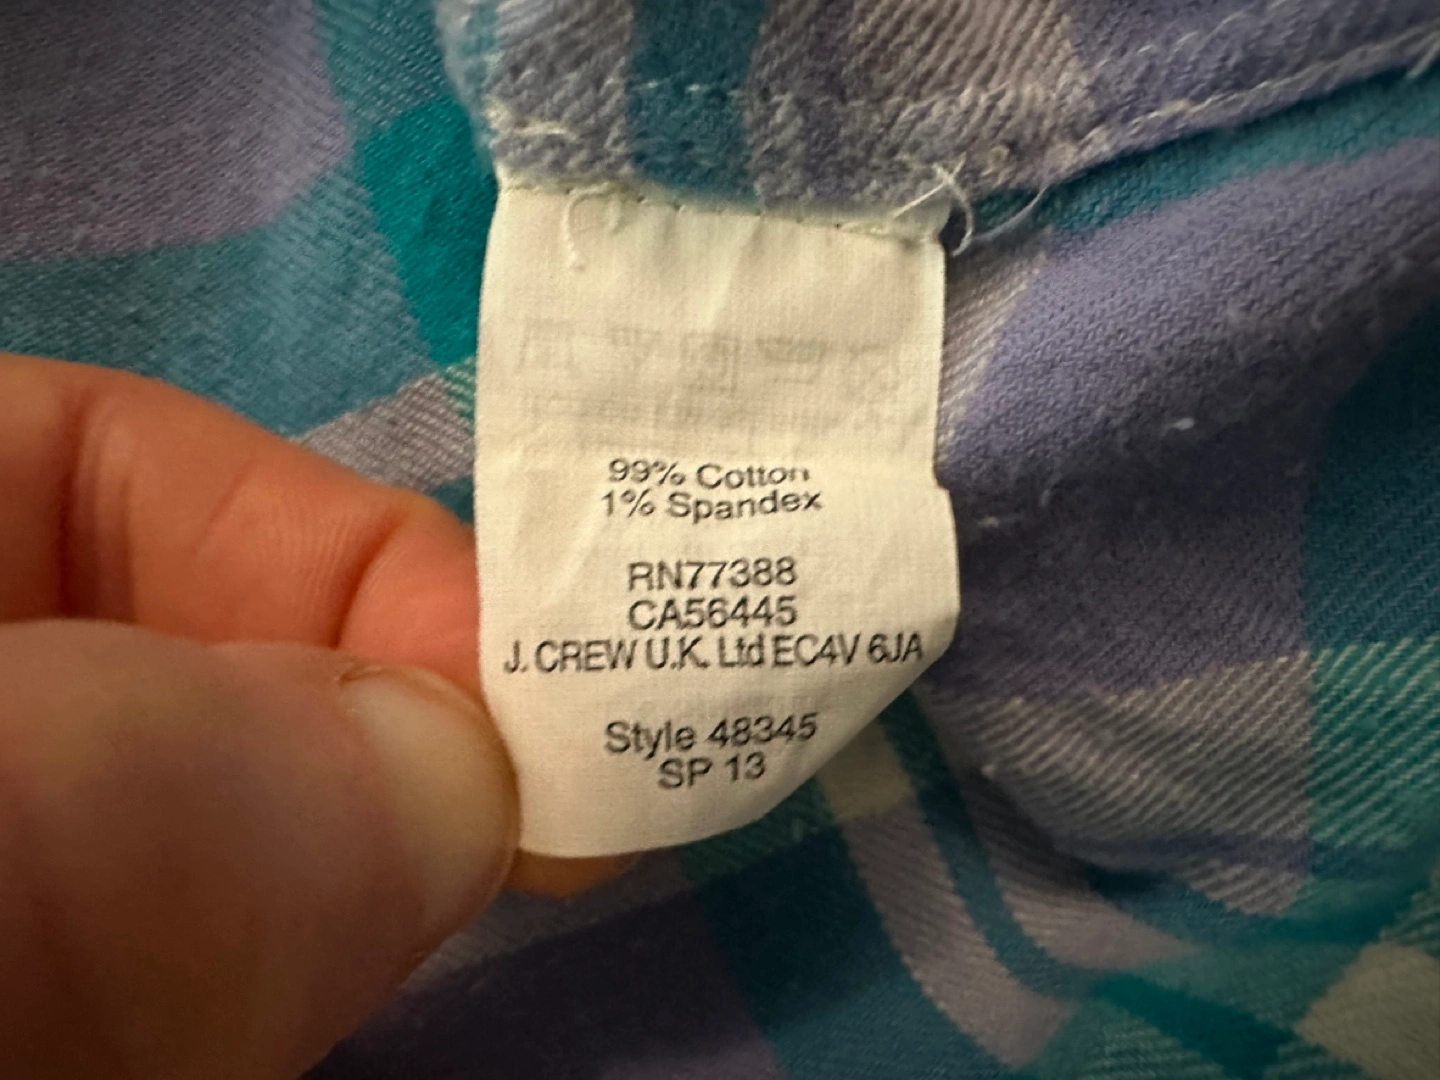 99% Cotton
1% Spandex
RN77388
CA56445
J. CREW U.K. Ltd EC4V 6JA
Style 48345
SP 13